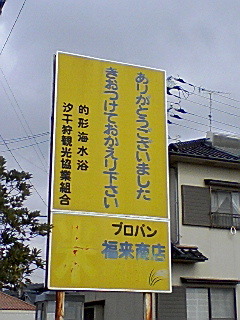 ありがとうございました
きおつけておかえり下さい
的形海水浴
汐干狩観光協業組合
プロパン
福来商店